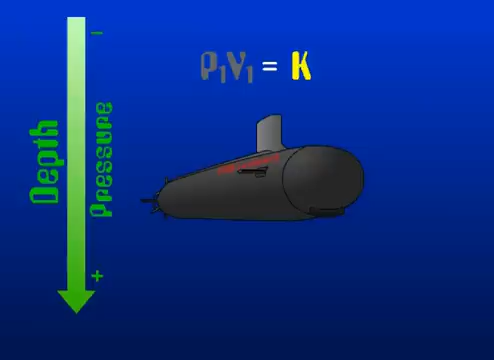 P₁V₁ = K
−
Depth
Pressure
+